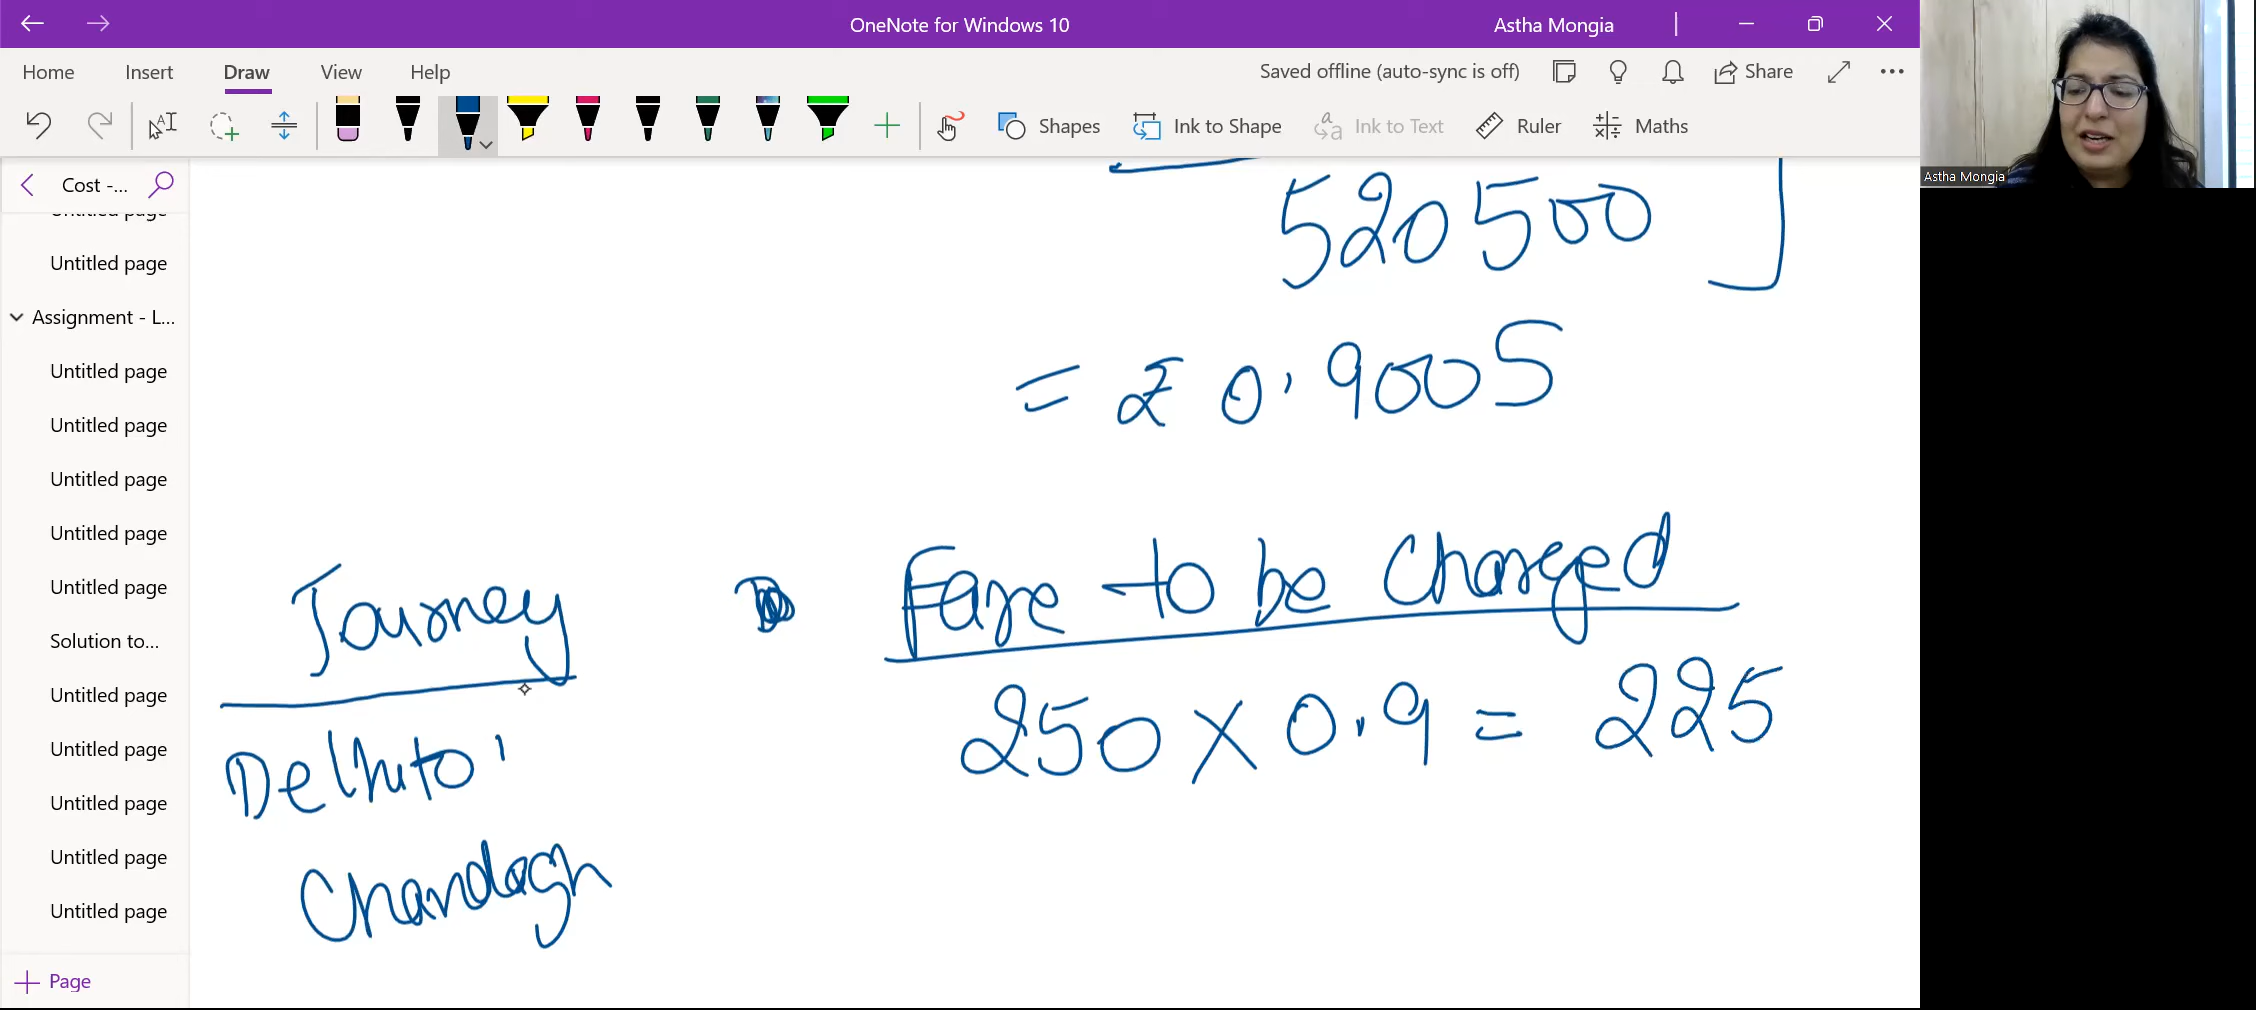 OneNote for Windows 10
Astha Mongia
Home Insert Draw View Help
Saved offline (auto-sync is off)
Share
Shapes
Ink to Shape
Ink to Text
Ruler
Maths
Astha Mongia
Cost -...
Untitled page
Untitled page
Assignment - L...
Untitled page
Untitled page
Untitled page
Untitled page
Untitled page
Solution to...
Untitled page
Untitled page
Untitled page
Untitled page
Untitled page
Page
520500
= ₹ 0.9005
Journey Fare to be Charged
Delhi to 250 × 0.9 = 225